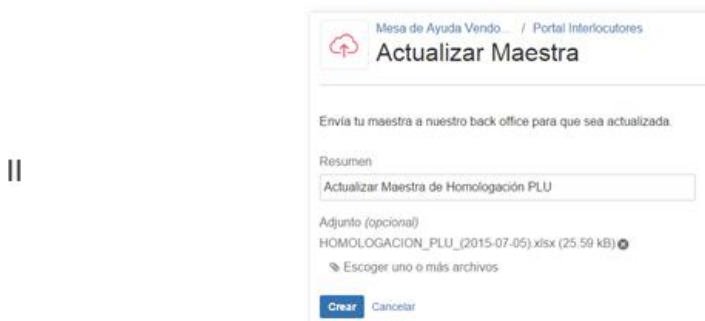 Mesa de Ayuda Vendo... / Portal Interlocutores
Actualizar Maestra
Envía tu maestra a nuestro back office para que sea actualizada.
II
Resumen
Actualizar Maestra de Homologación PLU
Adjunto (opcional)
HOMOLOGACION_PLU_(2015-07-05).xlsx (25.59 kB)
Escoger uno o más archivos
Crear Cancelar